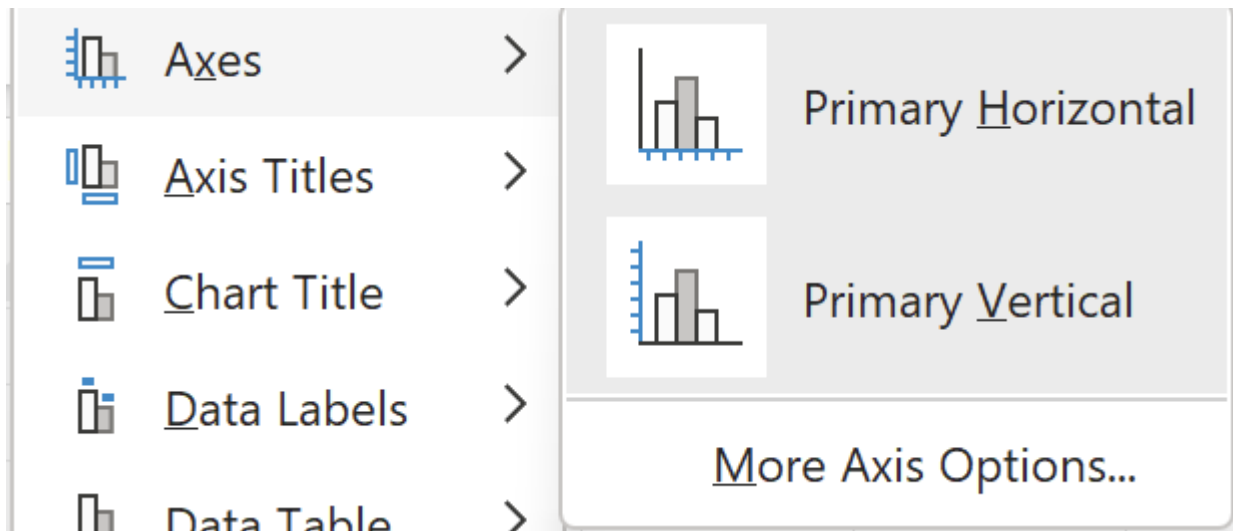 Axes
Axis Titles
Chart Title
Data Labels
Data Table
Primary Horizontal
Primary Vertical
More Axis Options...